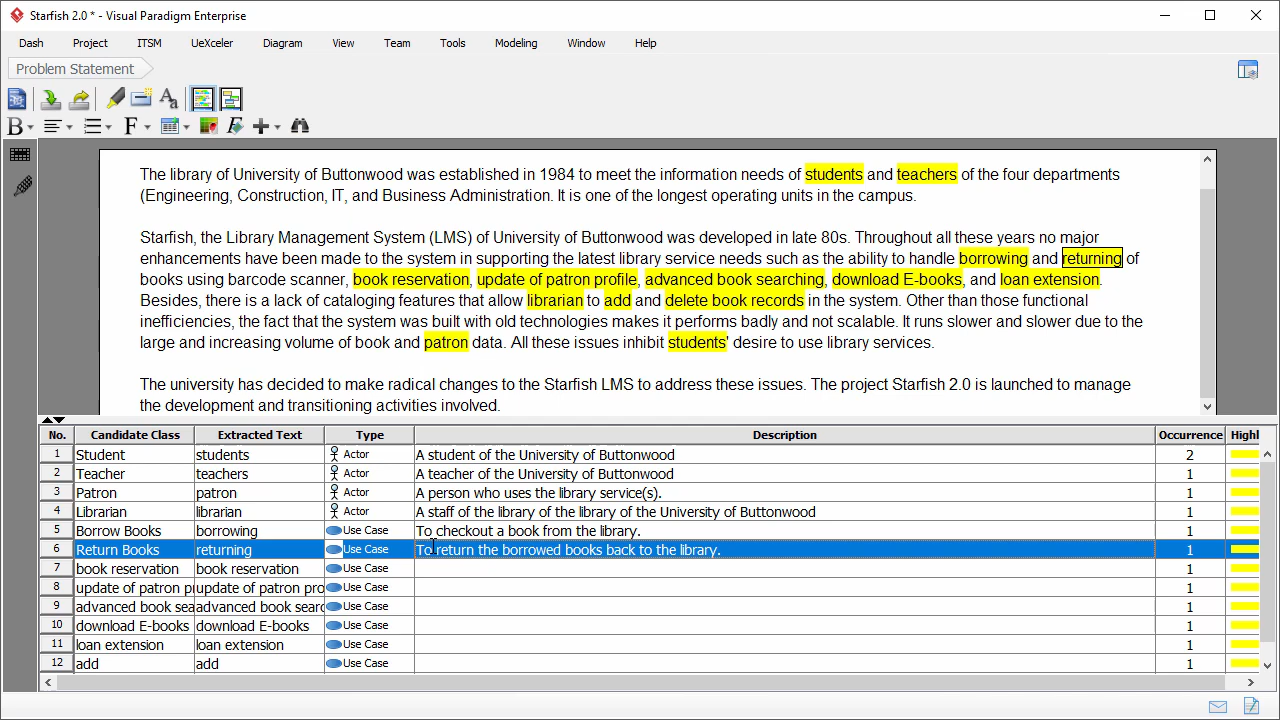 Starfish 2.0 * - Visual Paradigm Enterprise
Dash Project ITSM UeXceler Diagram View Team Tools Modeling Window Help
Problem Statement
The library of University of Buttonwood was established in 1984 to meet the information needs of students and teachers of the four departments
(Engineering, Construction, IT, and Business Administration. It is one of the longest operating units in the campus.
Starfish, the Library Management System (LMS) of University of Buttonwood was developed in late 80s. Throughout all these years no major
enhancements have been made to the system in supporting the latest library service needs such as the ability to handle borrowing and returning of
books using barcode scanner, book reservation, update of patron profile, advanced book searching, download E-books, and loan extension.
Besides, there is a lack of cataloging features that allow librarian to add and delete book records in the system. Other than those functional
inefficiencies, the fact that the system was built with old technologies makes it performs badly and not scalable. It runs slower and slower due to the
large and increasing volume of book and patron data. All these issues inhibit students' desire to use library services.
The university has decided to make radical changes to the Starfish LMS to address these issues. The project Starfish 2.0 is launched to manage
the development and transitioning activities involved.
No. Candidate Class Extracted Text Type Description Occurrence Highl
1 Student students Actor A student of the University of Buttonwood 2
2 Teacher teachers Actor A teacher of the University of Buttonwood 1
3 Patron patron Actor A person who uses the library service(s). 1
4 Librarian librarian Actor A staff of the library of the library of the University of Buttonwood 1
5 Borrow Books borrowing Use Case To checkout a book from the library. 1
6 Return Books returning Use Case To return the borrowed books back to the library. 1
7 book reservation book reservation Use Case 1
8 update of patron p update of patron pro Use Case 1
9 advanced book sea advanced book searc Use Case 1
10 download E-books download E-books Use Case 1
11 loan extension loan extension Use Case 1
12 add add Use Case 1